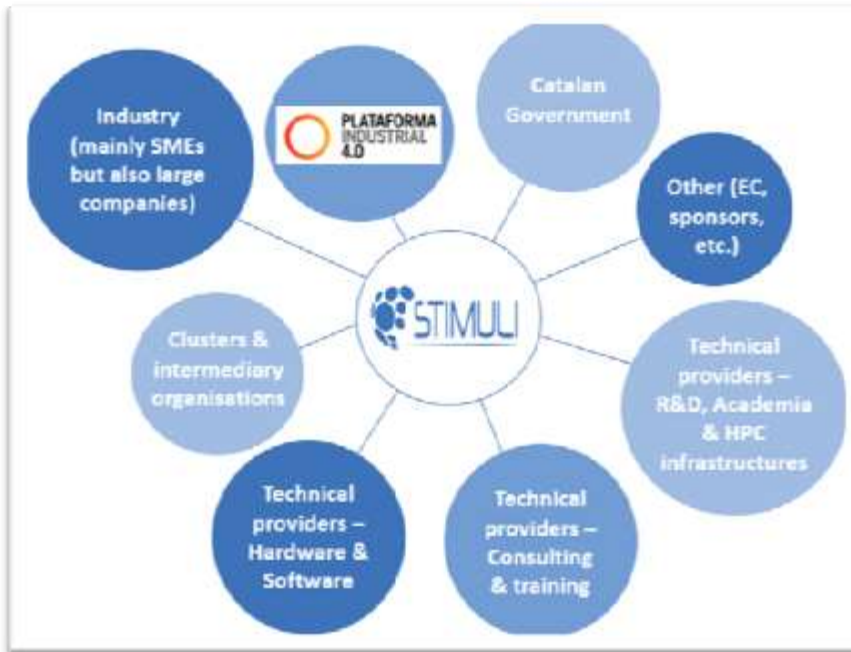 Industry
(mainly SMEs
but also large
companies)
PLATAFORMA
INDUSTRIAL
4.0
Catalan
Government
Other (EC,
sponsors,
etc.)
STIMULI
Clusters &
intermediary
organisations
Technical
providers –
R&D, Academia
& HPC
infrastructures
Technical
providers –
Hardware &
Software
Technical
providers –
Consulting
& training